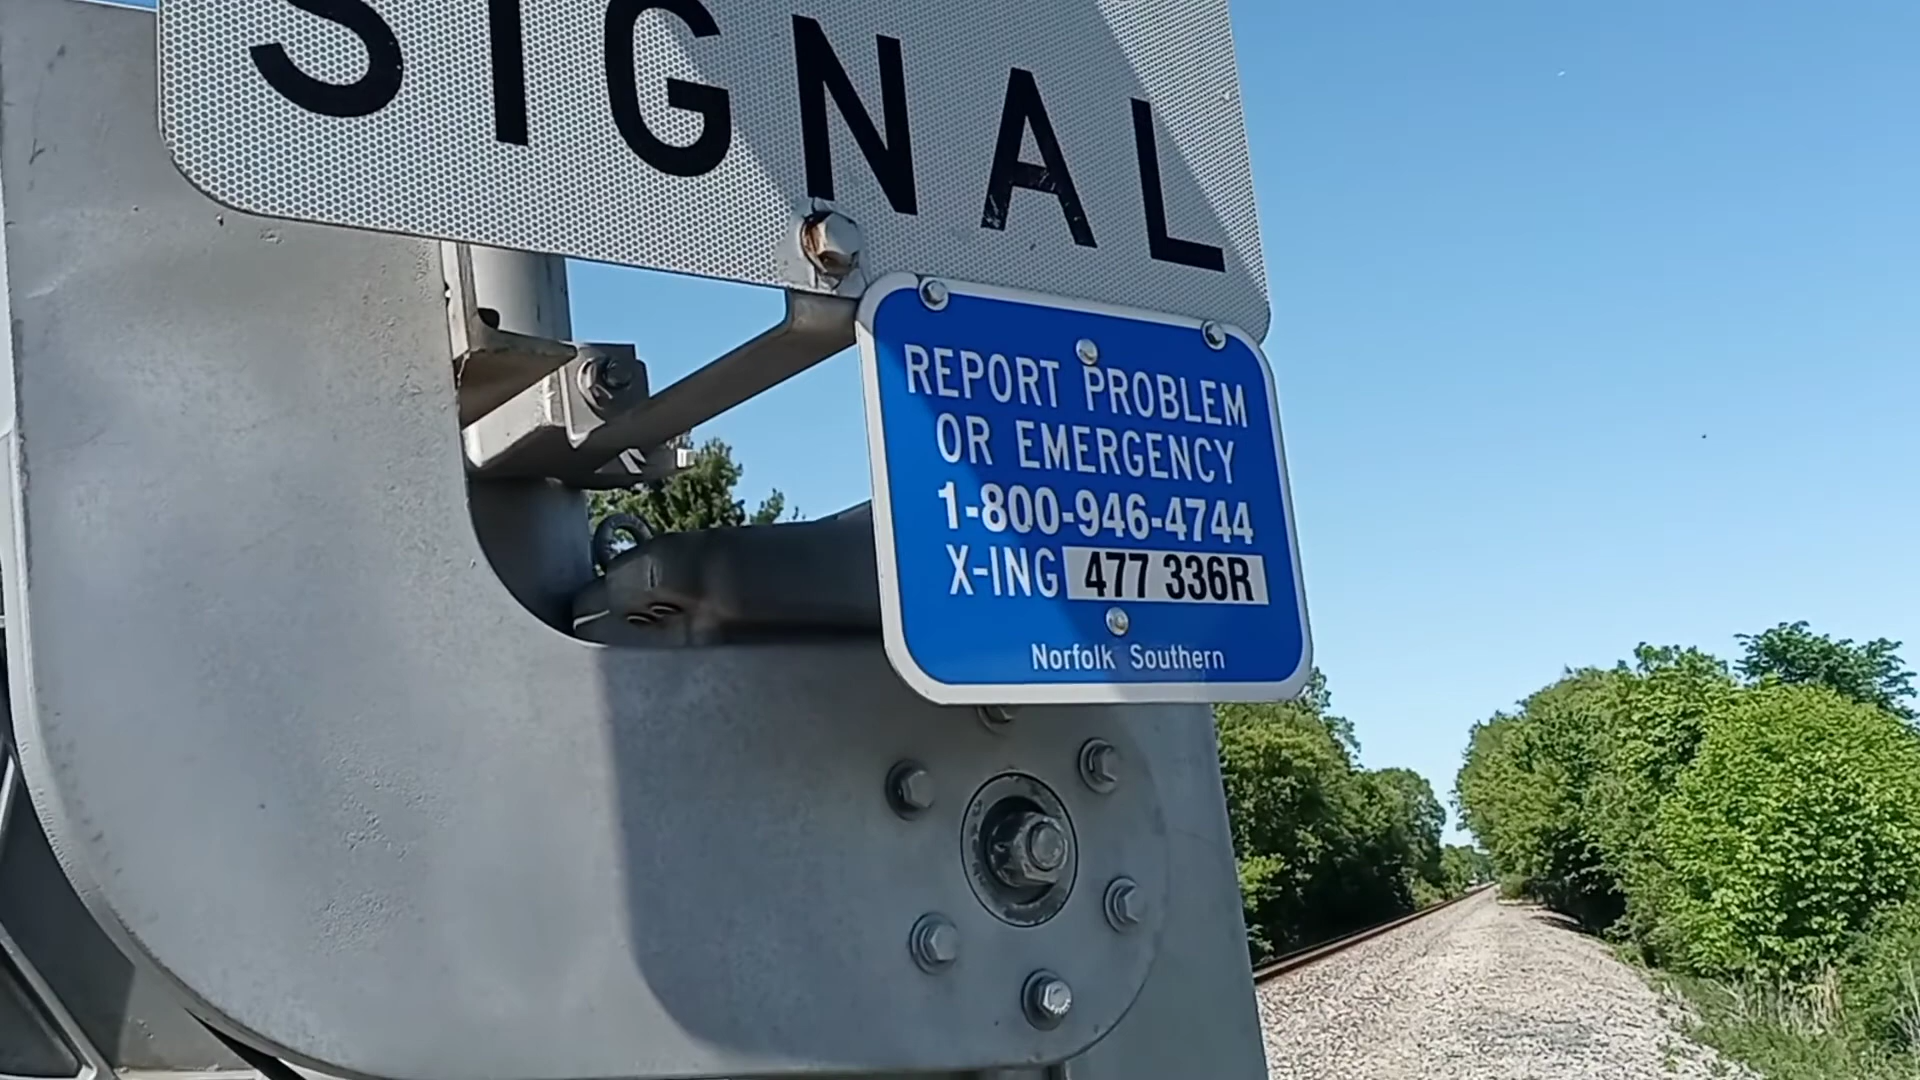 SIGNAL
REPORT PROBLEM
OR EMERGENCY
1-800-946-4744
X-ING 477 336R
Norfolk Southern